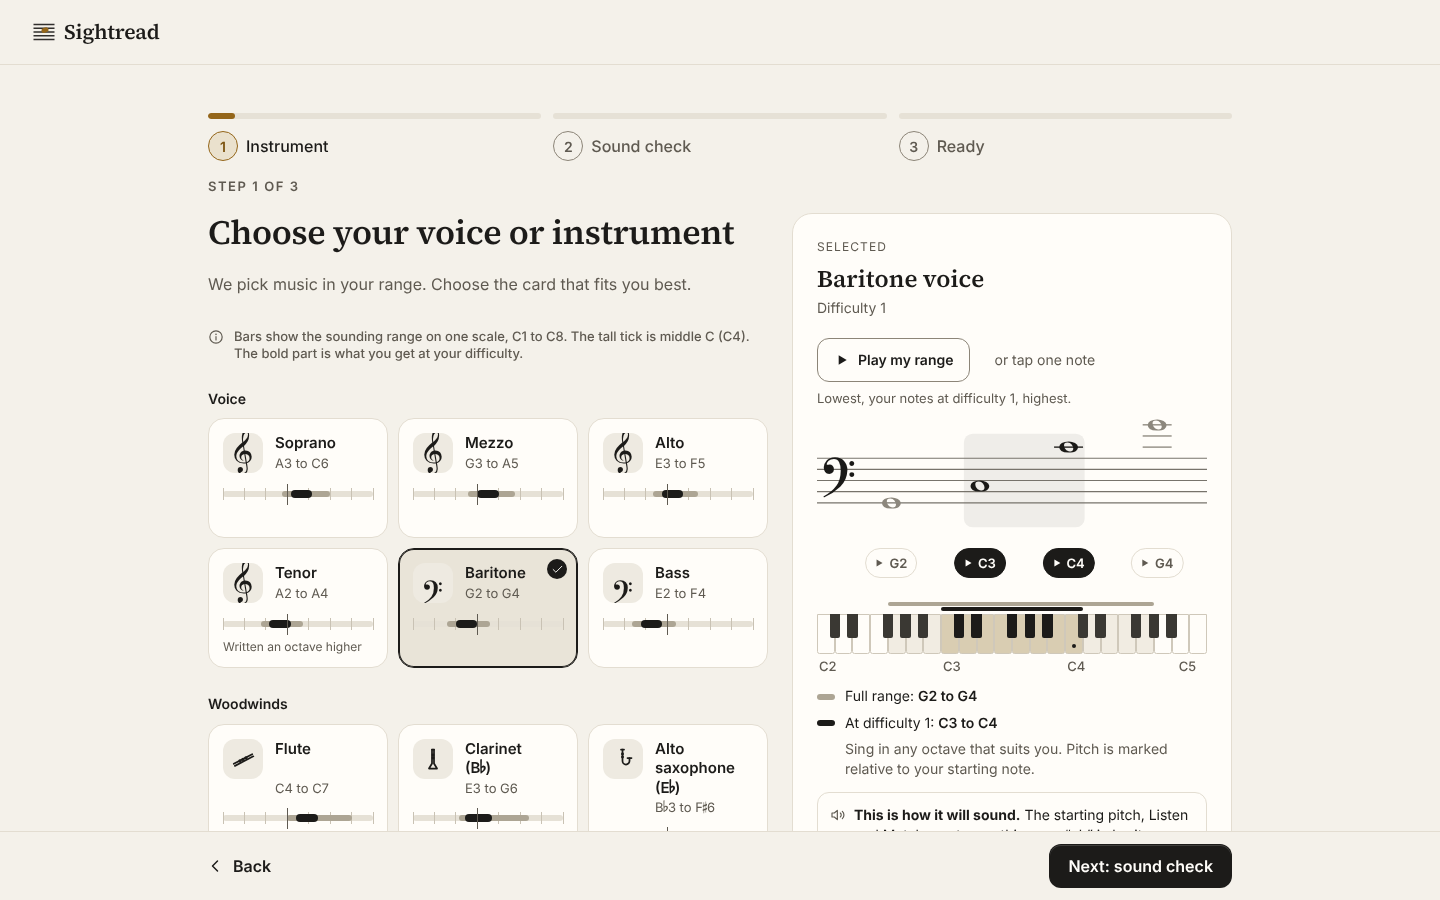 Sightread
1 Instrument
2 Sound check
3 Ready
STEP 1 OF 3
Choose your voice or instrument
We pick music in your range. Choose the card that fits you best.
Bars show the sounding range on one scale, C1 to C8. The tall tick is middle C (C4).
The bold part is what you get at your difficulty.
Voice
Soprano
A3 to C6
Mezzo
G3 to A5
Alto
E3 to F5
Tenor
A2 to A4
Written an octave higher
Baritone
G2 to G4
Bass
E2 to F4
Woodwinds
Flute
C4 to C7
Clarinet
(B♭)
E3 to G6
Alto
saxophone
(E♭)
B♭3 to F♯6
SELECTED
Baritone voice
Difficulty 1
Play my range
or tap one note
Lowest, your notes at difficulty 1, highest.
G2
C3
C4
G4
C2
C3
C4
C5
Full range: G2 to G4
At difficulty 1: C3 to C4
Sing in any octave that suits you. Pitch is marked
relative to your starting note.
This is how it will sound. The starting pitch, Listen
Back
Next: sound check